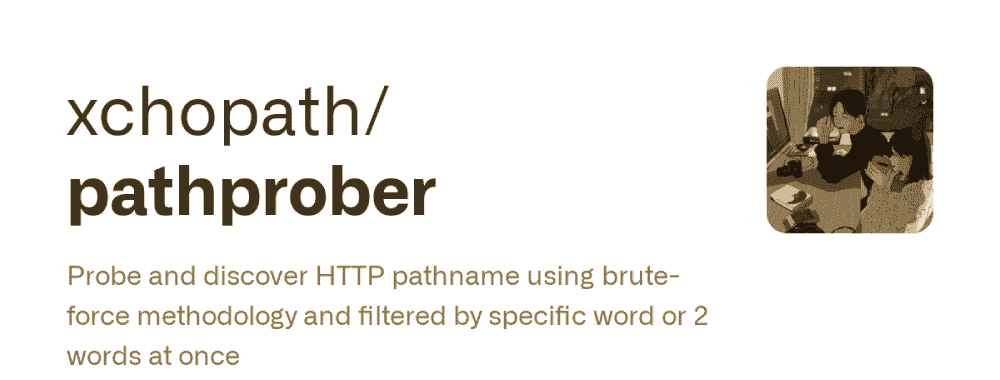 xchopath/
pathprober
Probe and discover HTTP pathname using brute-
force methodology and filtered by specific word or 2
words at once